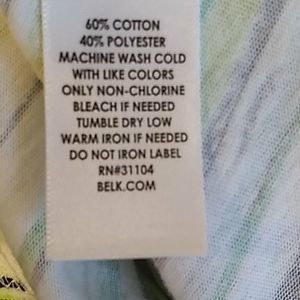 60% COTTON
40% POLYESTER
MACHINE WASH COLD
WITH LIKE COLORS
ONLY NON-CHLORINE
BLEACH IF NEEDED
TUMBLE DRY LOW
WARM IRON IF NEEDED
DO NOT IRON LABEL
RN#31104
BELK.COM